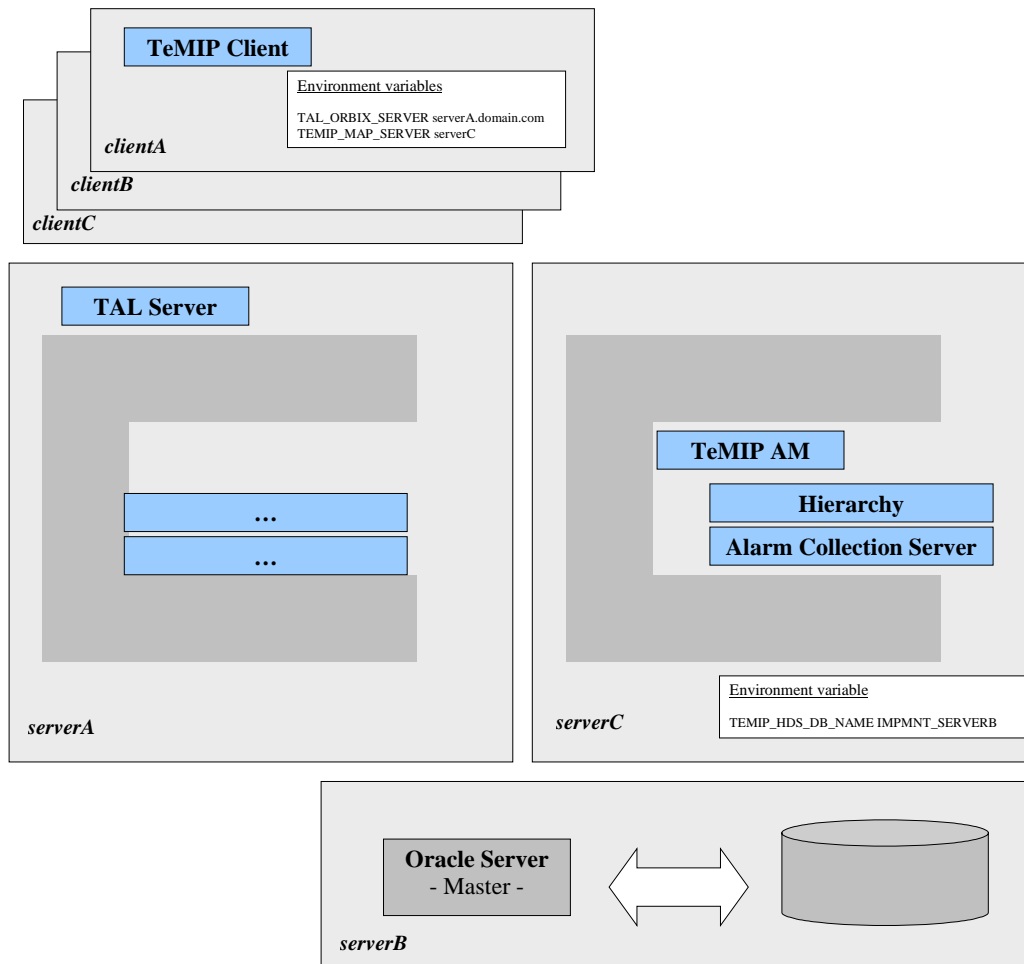 TeMIP Client
Environment variables
TAL_ORBIX_SERVER serverA.domain.com
TEMIP_MAP_SERVER serverC
clientA
clientB
clientC
TAL Server
...
...
serverA
TeMIP AM
Hierarchy
Alarm Collection Server
Environment variable
TEMIP_HDS_DB_NAME IMPMNT_SERVERB
serverC
Oracle Server
- Master -
serverB